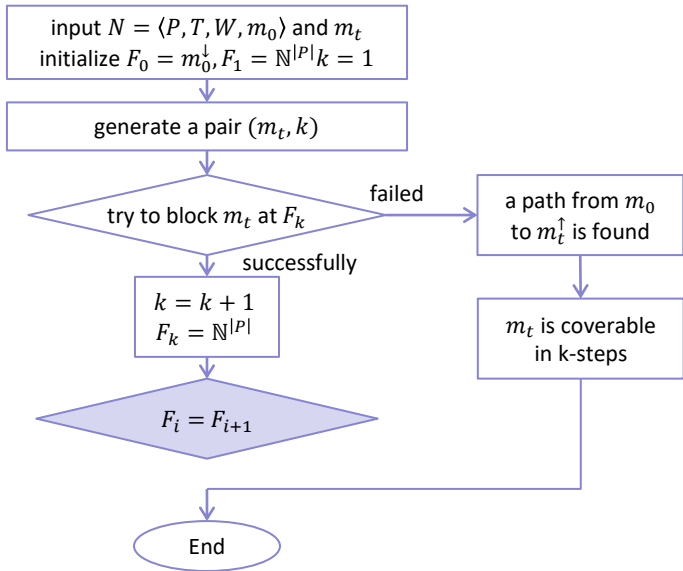 input N = ⟨P, T, W, m₀⟩ and mₜ
initialize F₀ = m₀↓, F₁ = ℕ|P| k = 1
generate a pair (mₜ, k)
try to block mₜ at Fₖ
failed
a path from m₀
to mₜ↑ is found
successfully
k = k + 1
Fₖ = ℕ|P|
mₜ is coverable
in k-steps
Fᵢ = Fᵢ₊₁
End